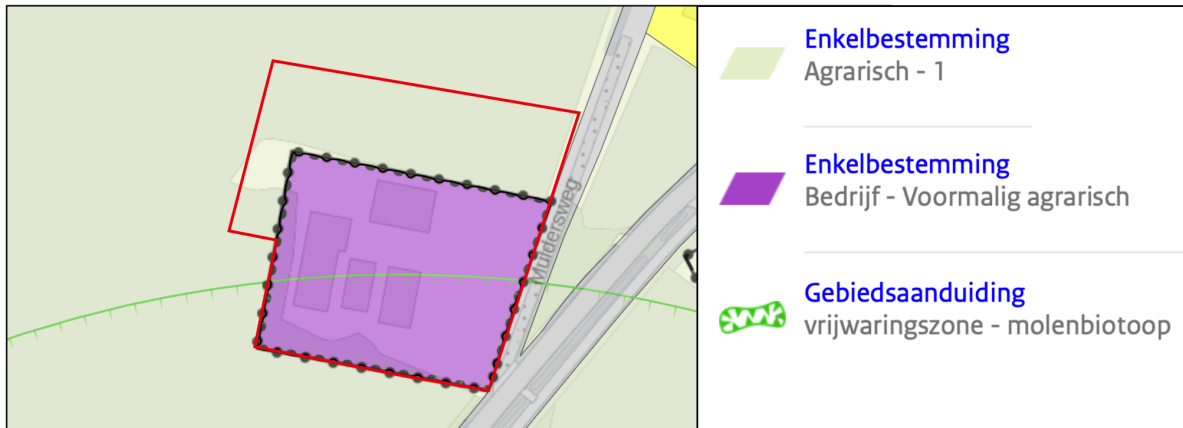 Muldersweg
Enkelbestemming
Agrarisch - 1
Enkelbestemming
Bedrijf - Voormalig agrarisch
Gebiedsaanduiding
vrijwaringszone - molenbiotoop